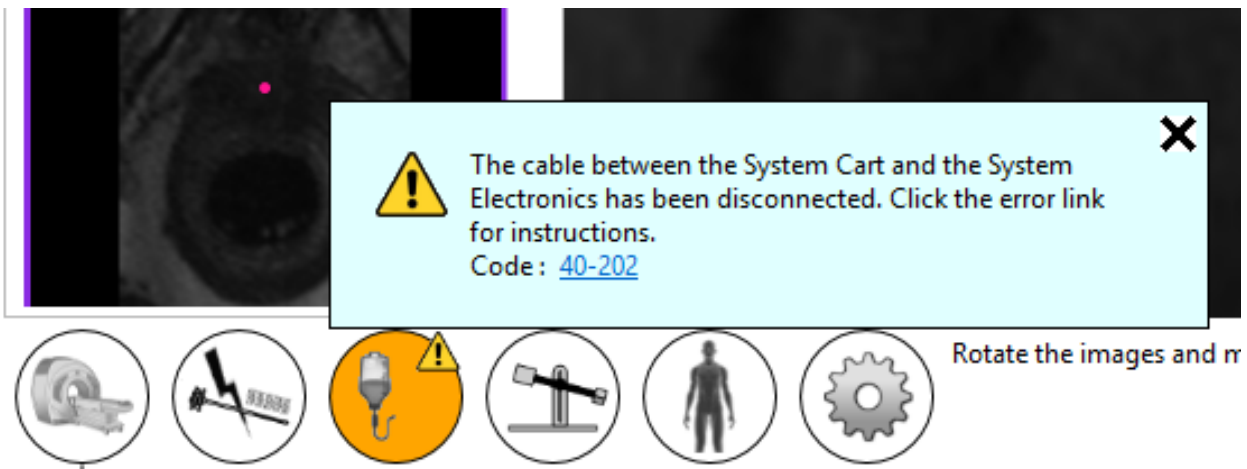 The cable between the System Cart and the System
Electronics has been disconnected. Click the error link
for instructions.
Code : 40-202
Rotate the images and m